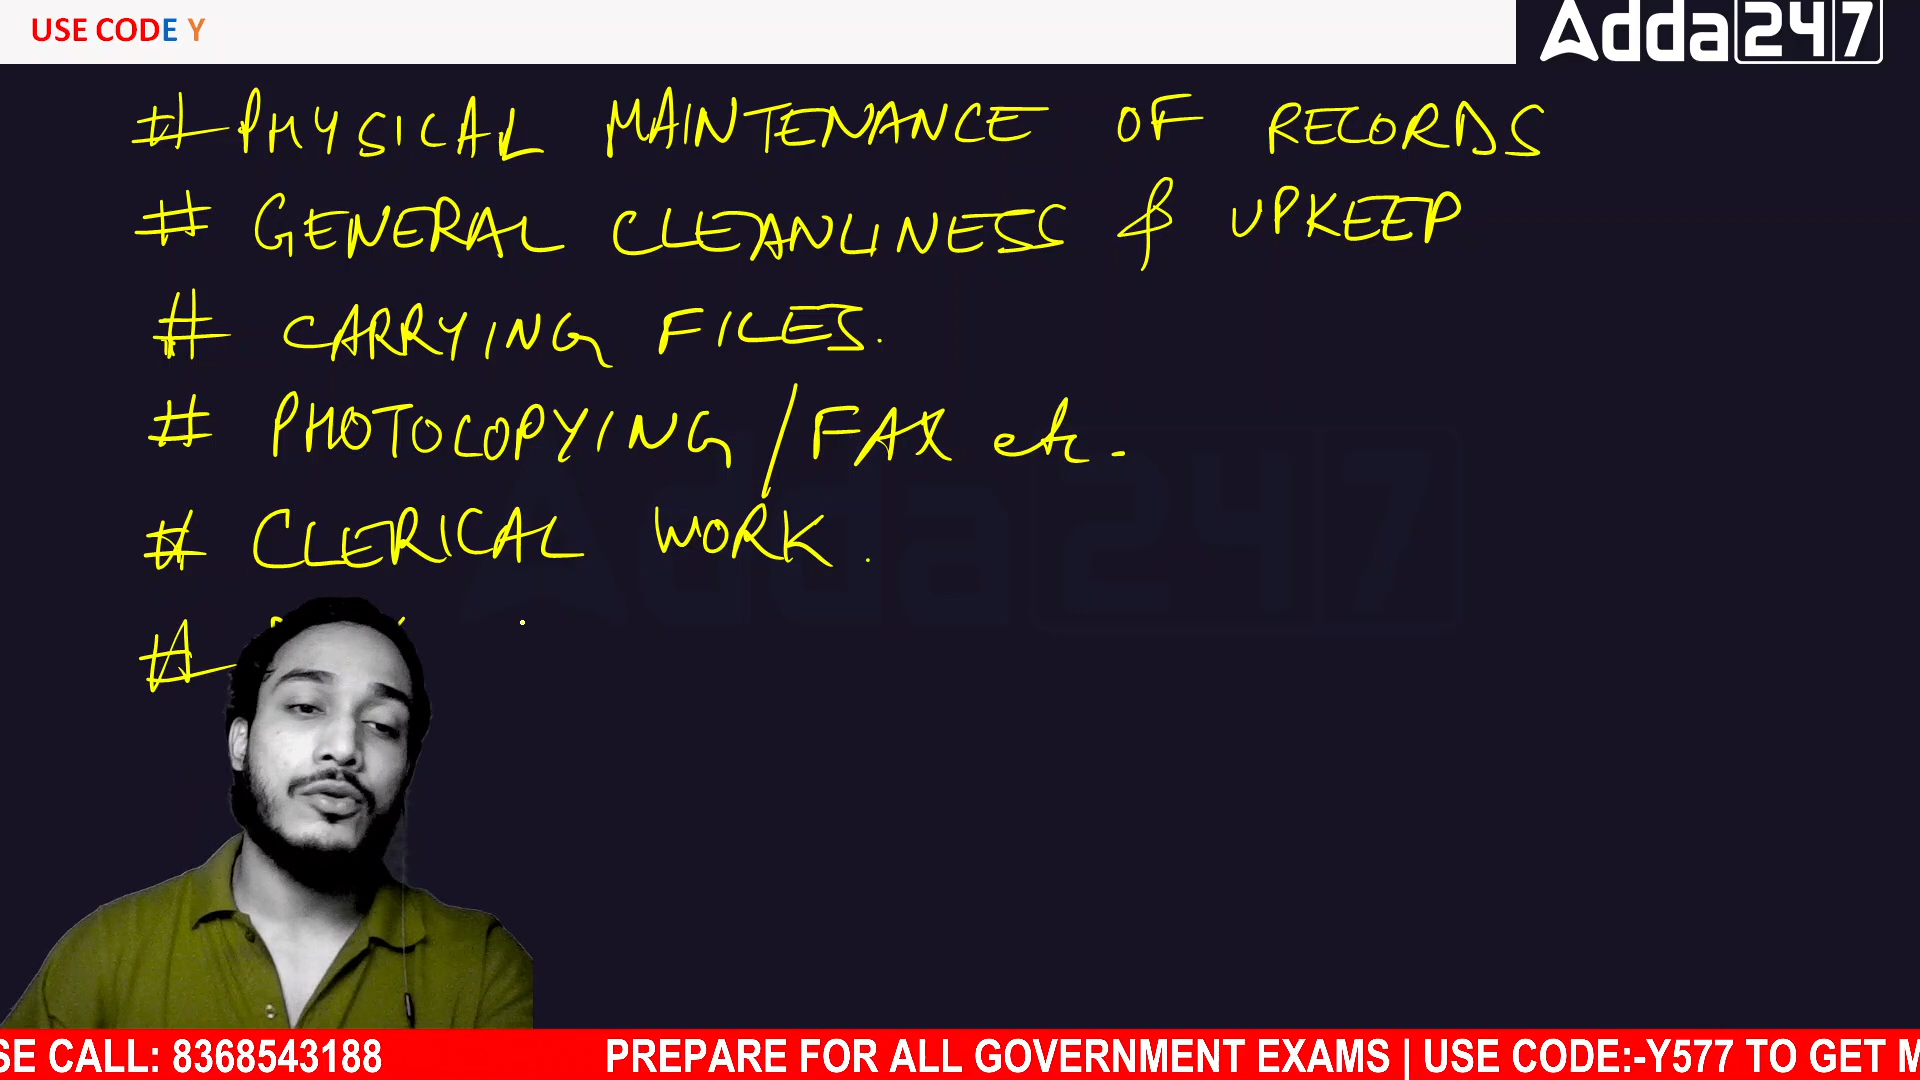 USE CODE Y
Adda247
# PHYSICAL MAINTENANCE OF RECORDS
# GENERAL CLEANLINESS & UPKEEP
# CARRYING FILES.
# PHOTOCOPYING / FAX etc.
# CLERICAL WORK.
#
Adda247
SE CALL: 8368543188 PREPARE FOR ALL GOVERNMENT EXAMS | USE CODE:-Y577 TO GET M